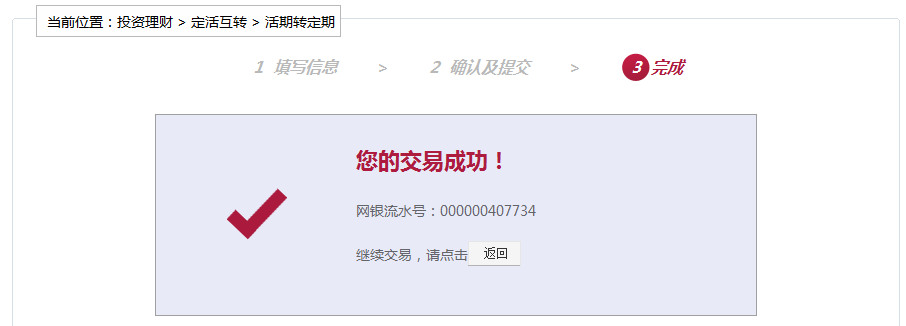 当前位置：投资理财 > 定活互转 > 活期转定期
1 填写信息 > 2 确认及提交 > 3 完成
您的交易成功！
网银流水号：000000407734
继续交易，请点击 返回